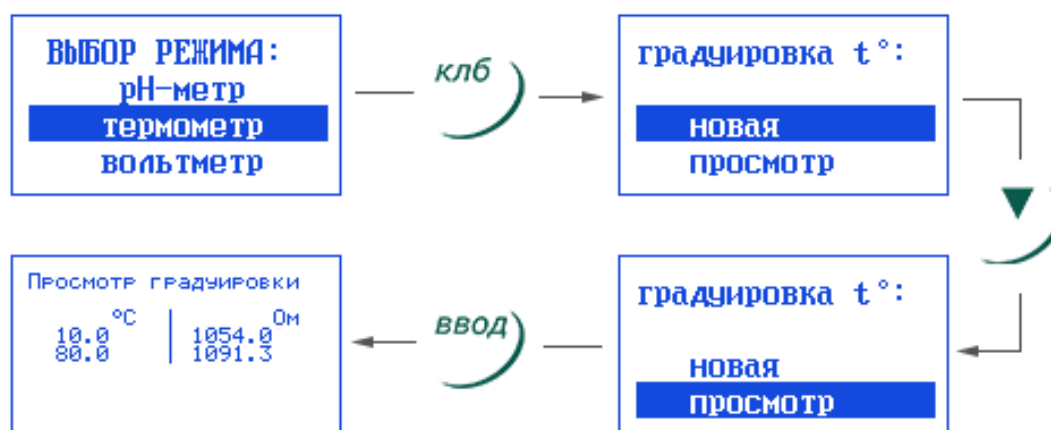 ВЫБОР РЕЖИМА:
рН-метр
термометр
вольтметр
клб
градуировка t°:
новая
просмотр
градуировка t°:
новая
просмотр
ввод
Просмотр градуировки
°С Ом
10.0 1054.0
80.0 1091.3